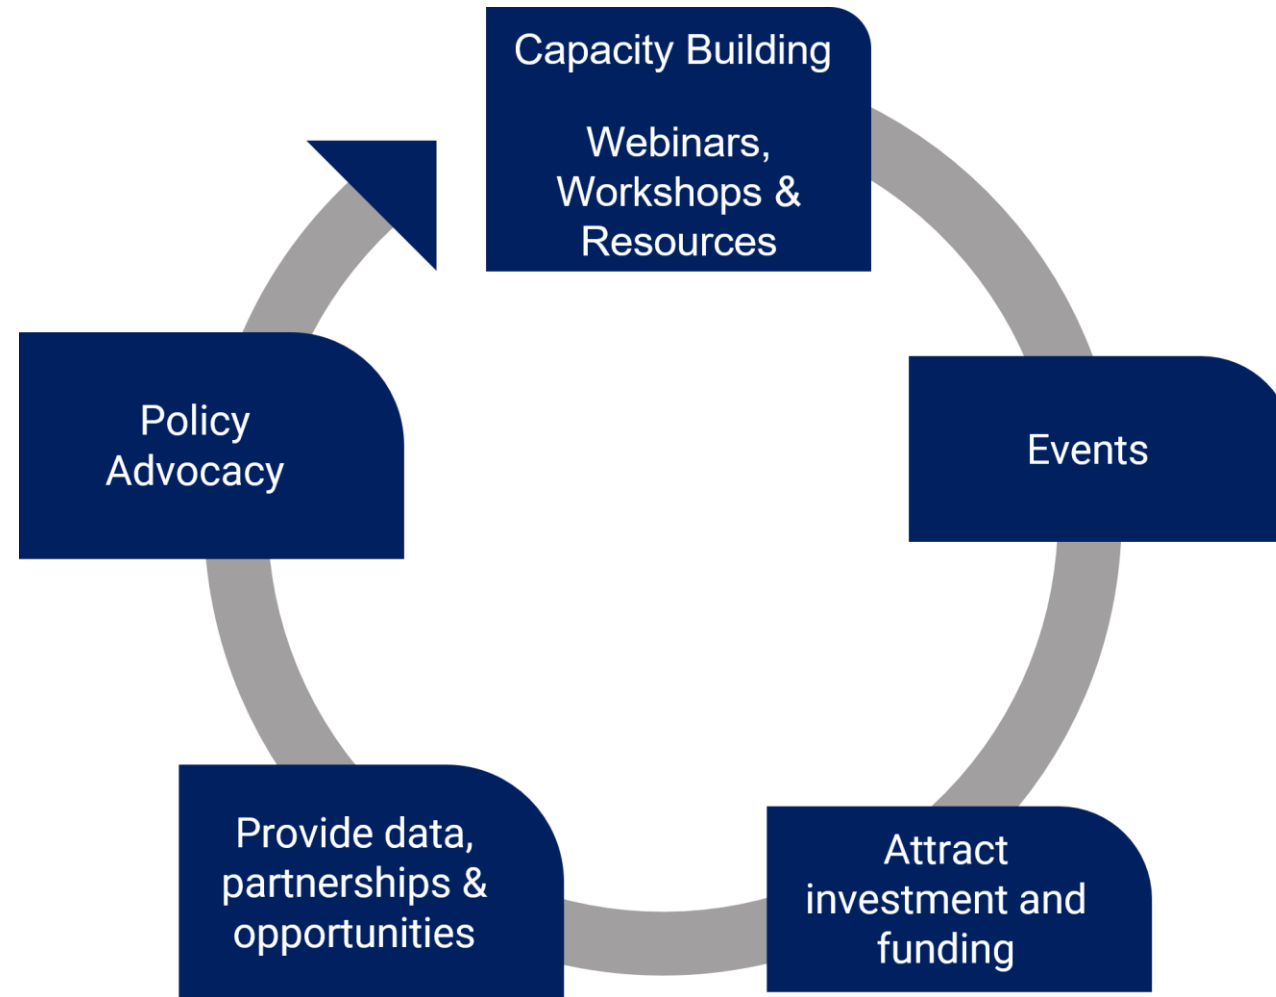 Capacity Building
Webinars,
Workshops &
Resources
Events
Attract
investment and
funding
Provide data,
partnerships &
opportunities
Policy
Advocacy